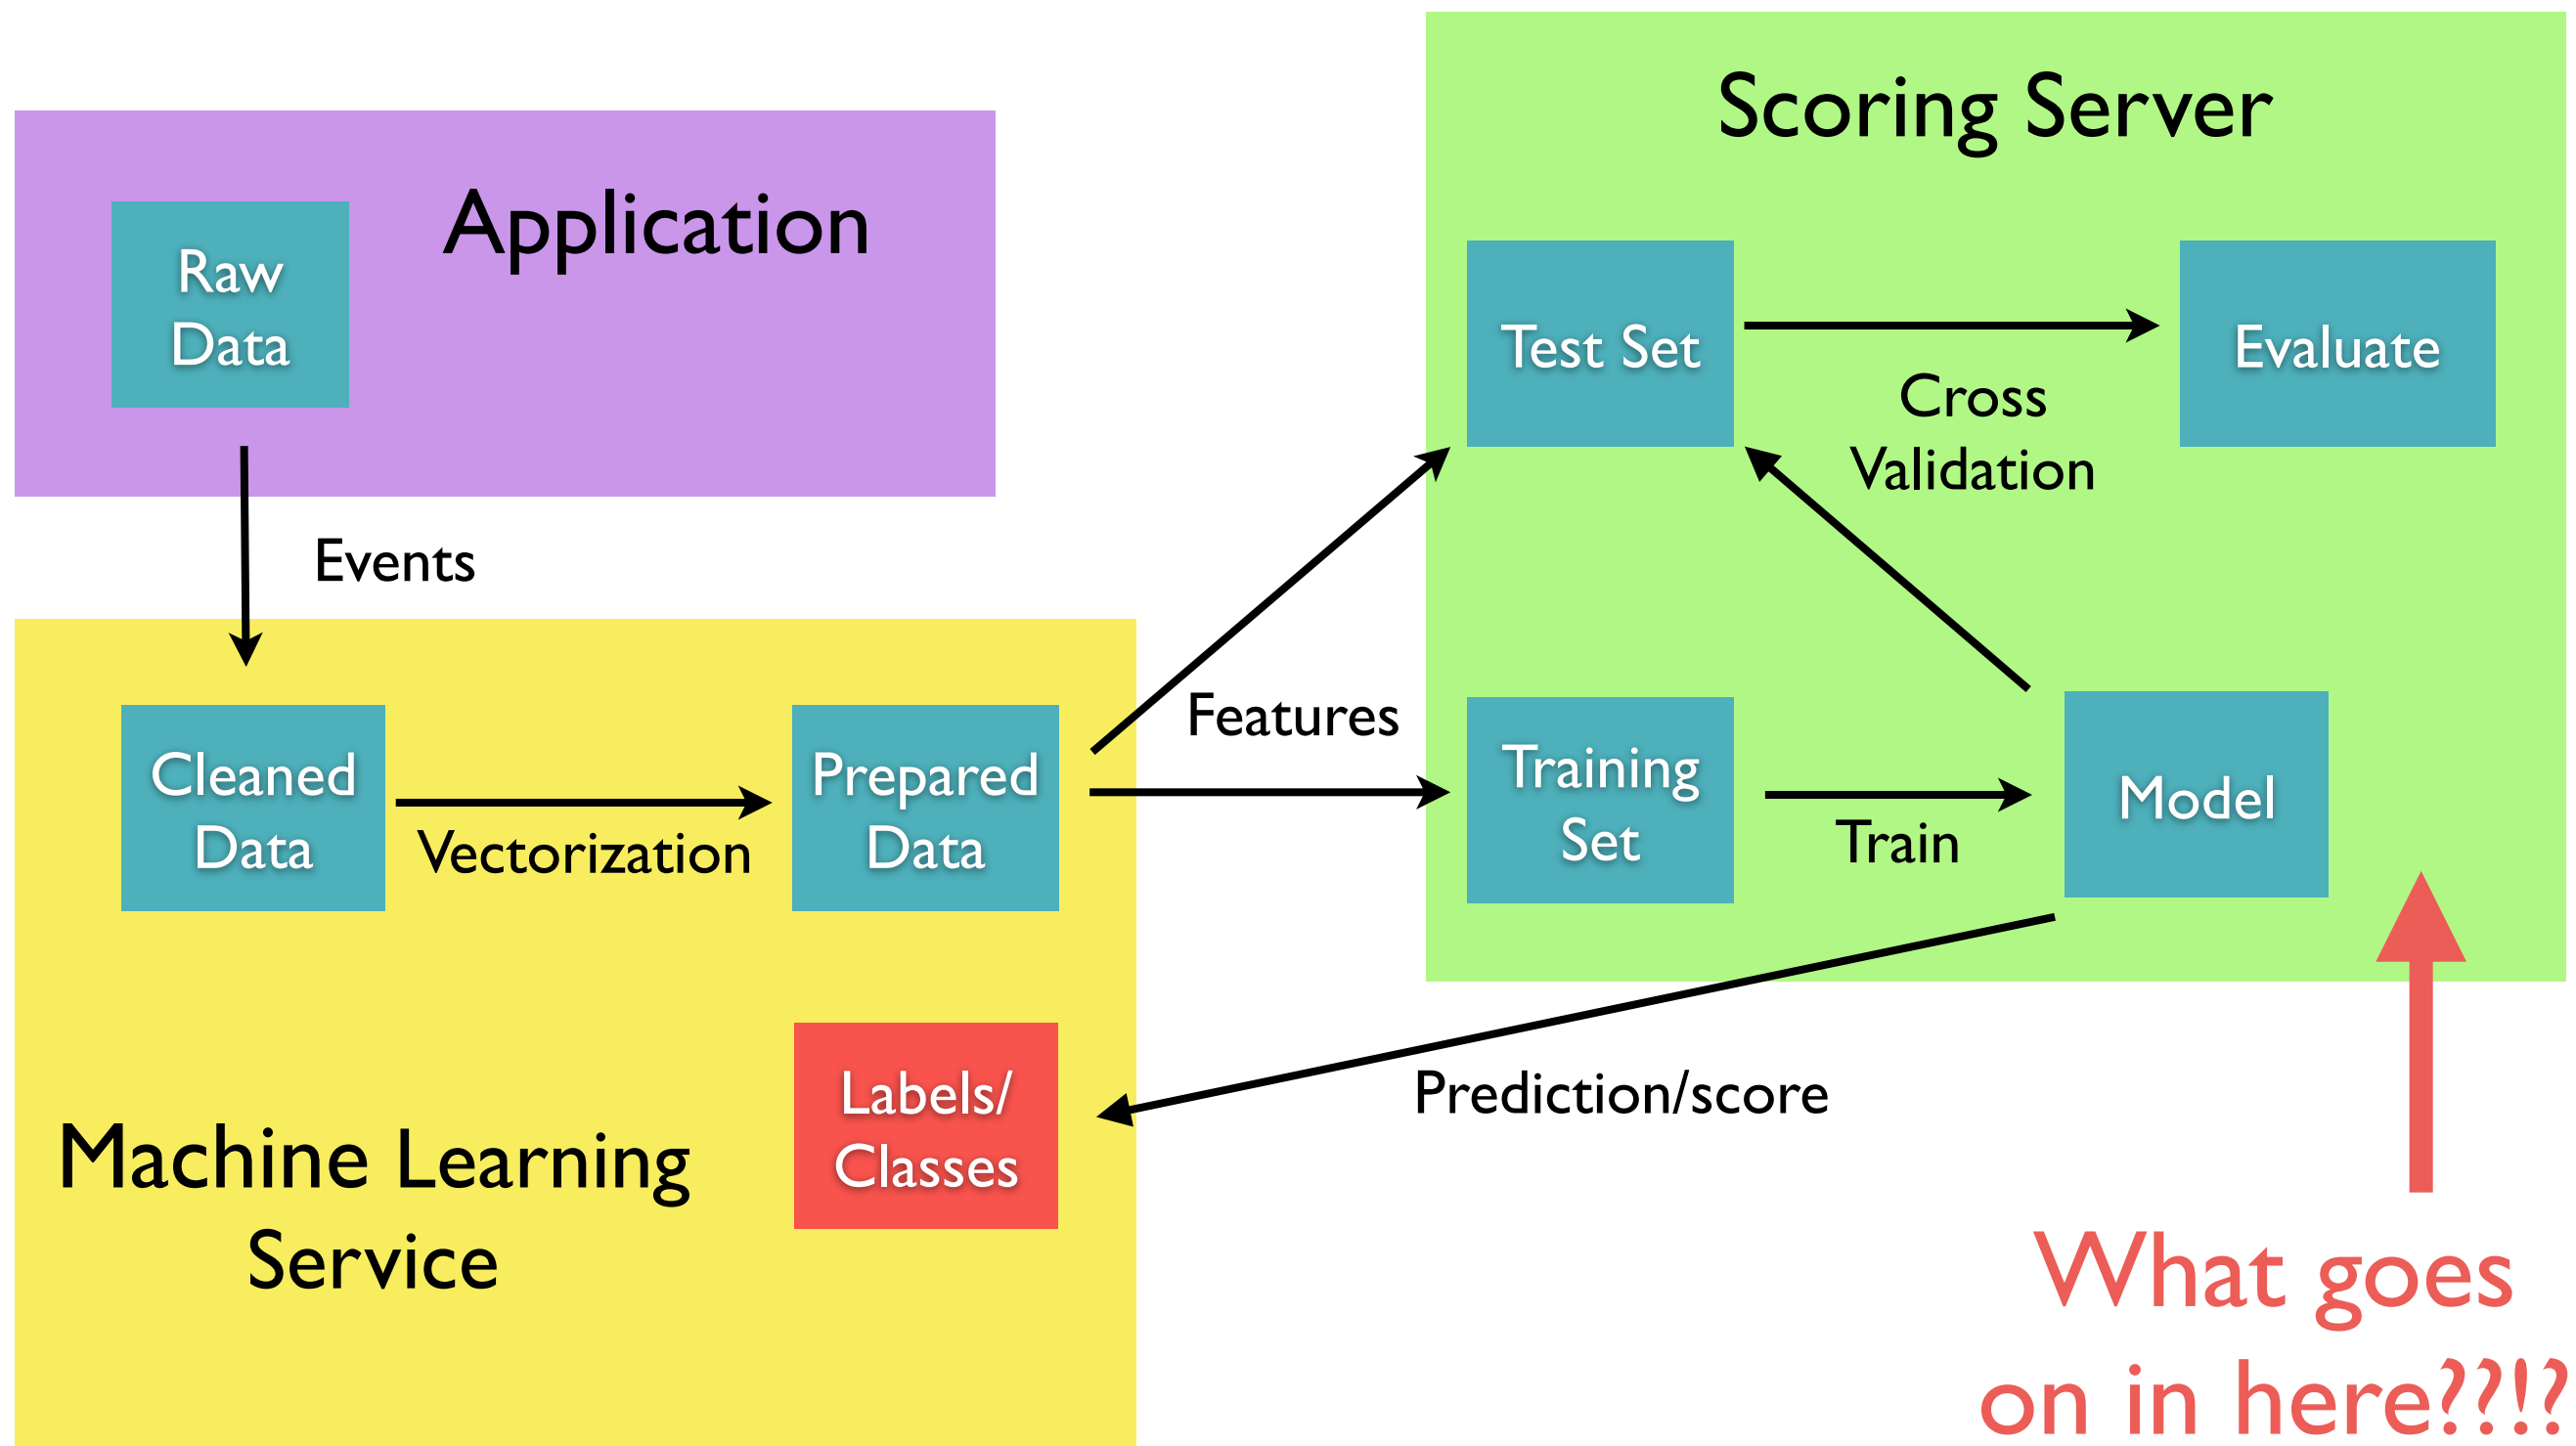 Scoring Server
Application
Raw
Data
Test Set
Evaluate
Cross
Validation
Events
Features
Cleaned
Data
Vectorization
Prepared
Data
Training
Set
Train
Model
Labels/
Classes
Prediction/score
Machine Learning
Service
What goes
on in here??!?